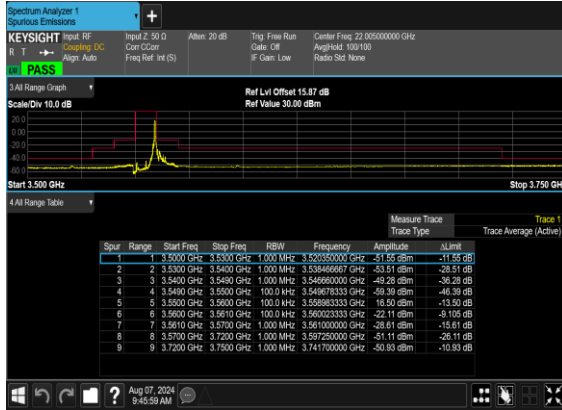 Spectrum Analyzer 1
Spurious Emissions
KEYSIGHT
R T
Input: RF
Coupling: DC
Align: Auto
Input Z: 50 Ω
Corr CCorr
Freq Ref: Int (S)
Atten: 20 dB
Trig: Free Run
Gate: Off
IF Gain: Low
Center Freq: 22.005000000 GHz
Avg|Hold: 100/100
Radio Std: None
PASS
3 All Range Graph
Scale/Div 10.0 dB
Ref Lvl Offset 15.87 dB
Ref Value 30.00 dBm
20.0
0.00
-20.0
-40.0
-60.0
Start 3.500 GHz
Stop 3.750 GH
4 All Range Table
Measure Trace Trace 1
Trace Type Trace Average (Active)
Spur Range Start Freq Stop Freq RBW Frequency Amplitude ΔLimit
1 1 3.5000 GHz 3.5300 GHz 1.000 MHz 3.520350000 GHz -51.55 dBm -11.55 dB
2 2 3.5300 GHz 3.5400 GHz 1.000 MHz 3.538466667 GHz -53.51 dBm -28.51 dB
3 3 3.5400 GHz 3.5490 GHz 1.000 MHz 3.546660000 GHz -49.28 dBm -36.28 dB
4 4 3.5490 GHz 3.5500 GHz 100.0 kHz 3.549678333 GHz -59.39 dBm -46.39 dB
5 5 3.5500 GHz 3.5600 GHz 100.0 kHz 3.558983333 GHz 16.50 dBm -13.50 dB
6 6 3.5600 GHz 3.5610 GHz 100.0 kHz 3.560023333 GHz -22.11 dBm -9.105 dB
7 7 3.5610 GHz 3.5700 GHz 1.000 MHz 3.561000000 GHz -28.61 dBm -15.61 dB
8 8 3.5700 GHz 3.7200 GHz 1.000 MHz 3.597250000 GHz -51.11 dBm -26.11 dB
9 9 3.7200 GHz 3.7500 GHz 1.000 MHz 3.741700000 GHz -50.93 dBm -10.93 dB
?
Aug 07, 2024
9:45:59 AM